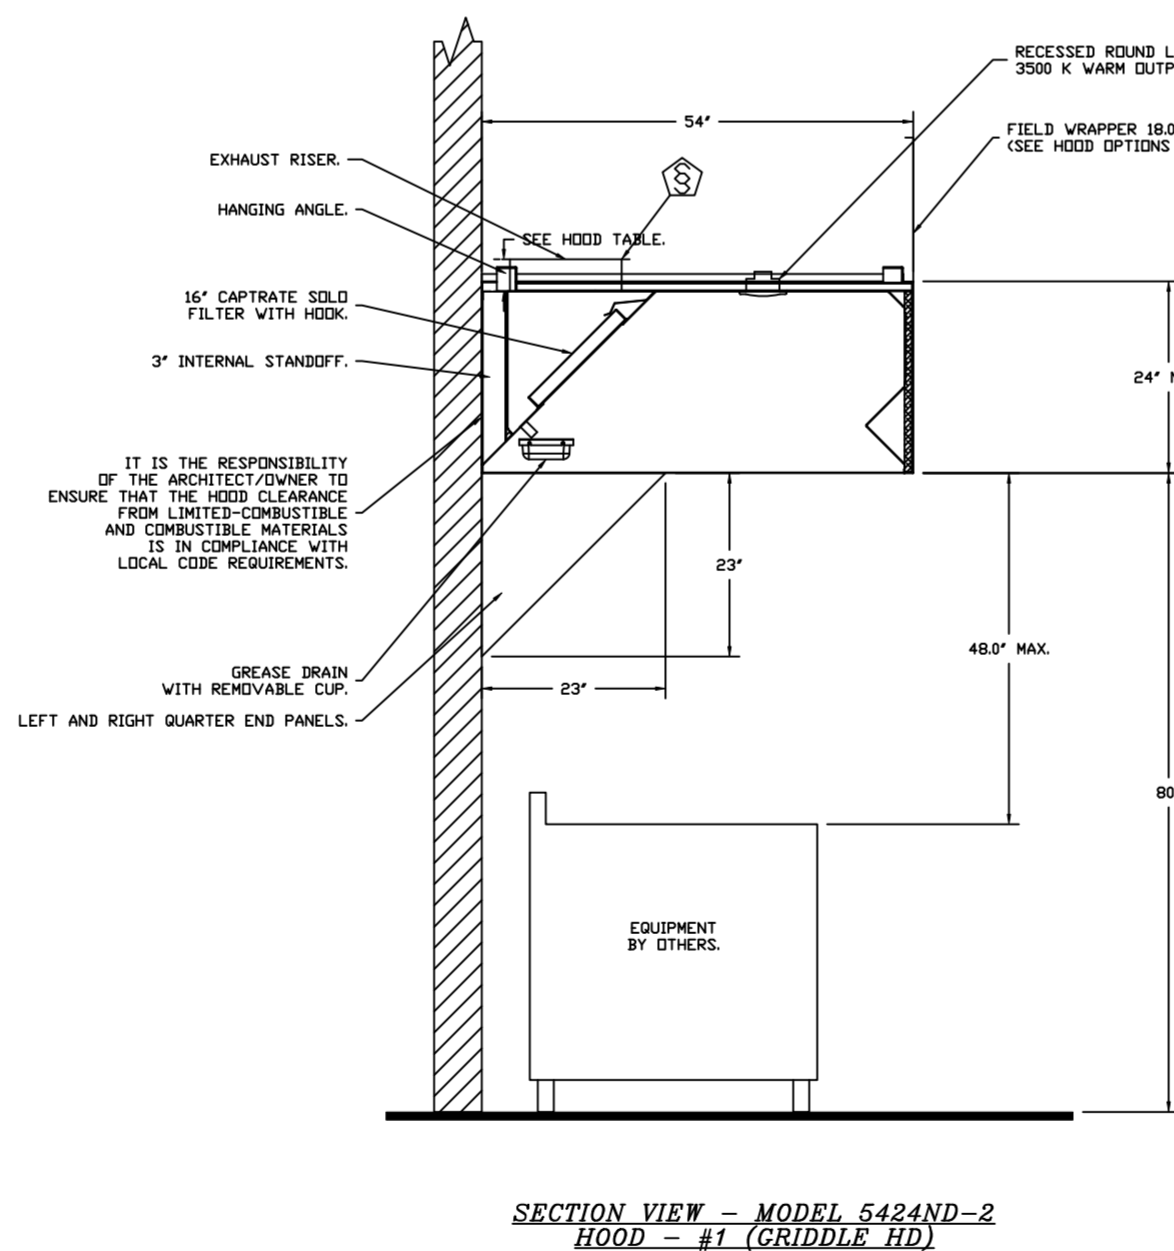 RECESSED ROUND L
3500 K WARM OUTP
54"
FIELD WRAPPER 18.0
(SEE HOOD OPTIONS
EXHAUST RISER.
HANGING ANGLE.
SEE HOOD TABLE.
16" CAPTRATE SOLO
FILTER WITH HOOK.
3" INTERNAL STANDOFF.
24"
IT IS THE RESPONSIBILITY
OF THE ARCHITECT/OWNER TO
ENSURE THAT THE HOOD CLEARANCE
FROM LIMITED-COMBUSTIBLE
AND COMBUSTIBLE MATERIALS
IS IN COMPLIANCE WITH
LOCAL CODE REQUIREMENTS.
23"
48.0" MAX.
GREASE DRAIN
WITH REMOVABLE CUP.
23"
LEFT AND RIGHT QUARTER END PANELS.
80
EQUIPMENT
BY OTHERS.
SECTION VIEW - MODEL 5424ND-2
HOOD - #1 (GRIDDLE HD)